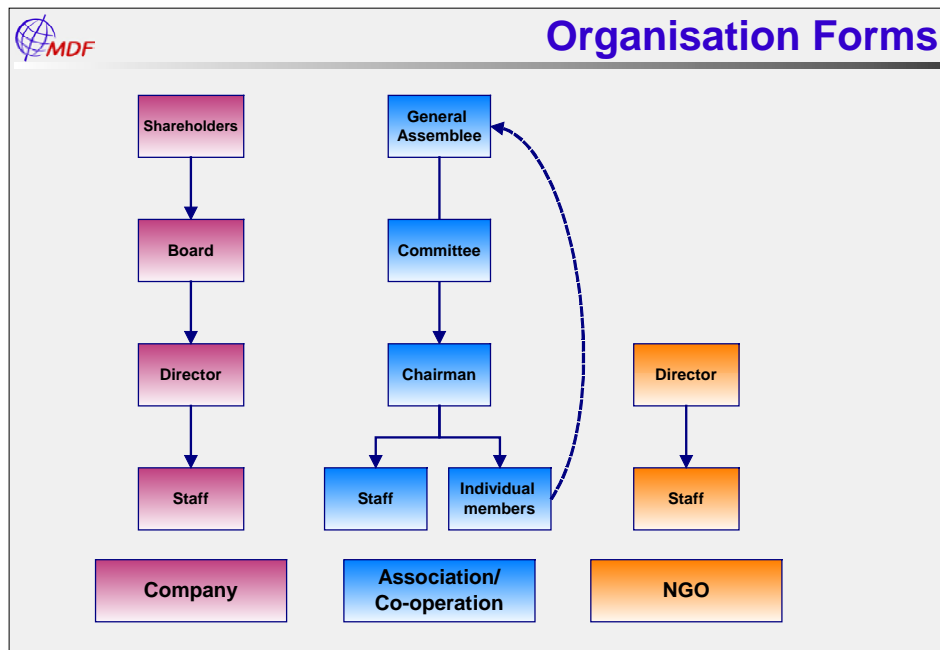 MDF
Organisation Forms
Shareholders
General
Assemblee
Board
Committee
Director
Chairman
Director
Staff
Staff
Individual
members
Staff
Company
Association/
Co-operation
NGO